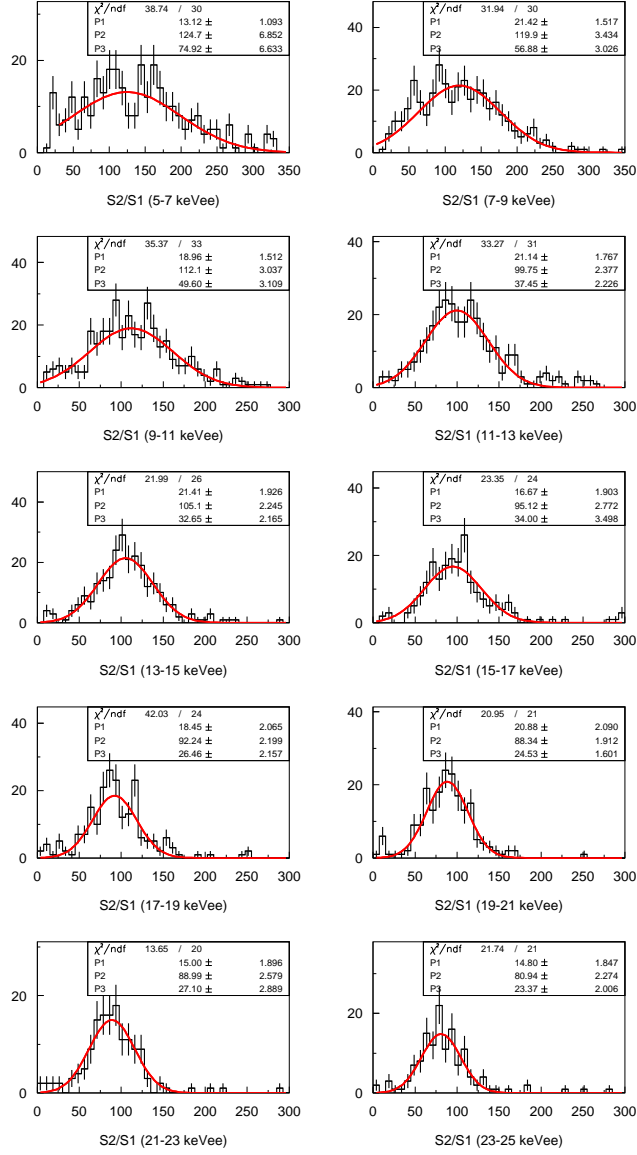 χ²/ndf 38.74 / 30
P1 13.12 ± 1.093
P2 124.7 ± 6.852
P3 74.92 ± 6.633
20
0
0 50 100 150 200 250 300 350
S2/S1 (5-7 keVee)
χ²/ndf 31.94 / 30
P1 21.42 ± 1.517
P2 119.9 ± 3.434
P3 56.88 ± 3.026
40
20
0
0 50 100 150 200 250 300 350
S2/S1 (7-9 keVee)
χ²/ndf 35.37 / 33
P1 18.96 ± 1.512
P2 112.1 ± 3.037
P3 49.60 ± 3.109
40
20
0
0 50 100 150 200 250 300
S2/S1 (9-11 keVee)
χ²/ndf 33.27 / 31
P1 21.14 ± 1.767
P2 99.75 ± 2.377
P3 37.45 ± 2.226
40
20
0
0 50 100 150 200 250 300
S2/S1 (11-13 keVee)
χ²/ndf 21.99 / 26
P1 21.41 ± 1.926
P2 105.1 ± 2.245
P3 32.65 ± 2.165
40
20
0
0 50 100 150 200 250 300
S2/S1 (13-15 keVee)
χ²/ndf 23.35 / 24
P1 16.67 ± 1.903
P2 95.12 ± 2.772
P3 34.00 ± 3.498
40
20
0
0 50 100 150 200 250 300
S2/S1 (15-17 keVee)
χ²/ndf 42.03 / 24
P1 18.45 ± 2.065
P2 92.24 ± 2.199
P3 26.46 ± 2.157
40
20
0
0 50 100 150 200 250 300
S2/S1 (17-19 keVee)
χ²/ndf 20.95 / 21
P1 20.88 ± 2.090
P2 88.34 ± 1.912
P3 24.53 ± 1.601
40
20
0
0 50 100 150 200 250 300
S2/S1 (19-21 keVee)
χ²/ndf 13.65 / 20
P1 15.00 ± 1.896
P2 88.99 ± 2.579
P3 27.10 ± 2.889
20
0
0 50 100 150 200 250 300
S2/S1 (21-23 keVee)
χ²/ndf 21.74 / 21
P1 14.80 ± 1.847
P2 80.94 ± 2.274
P3 23.37 ± 2.006
20
0
0 50 100 150 200 250 300
S2/S1 (23-25 keVee)